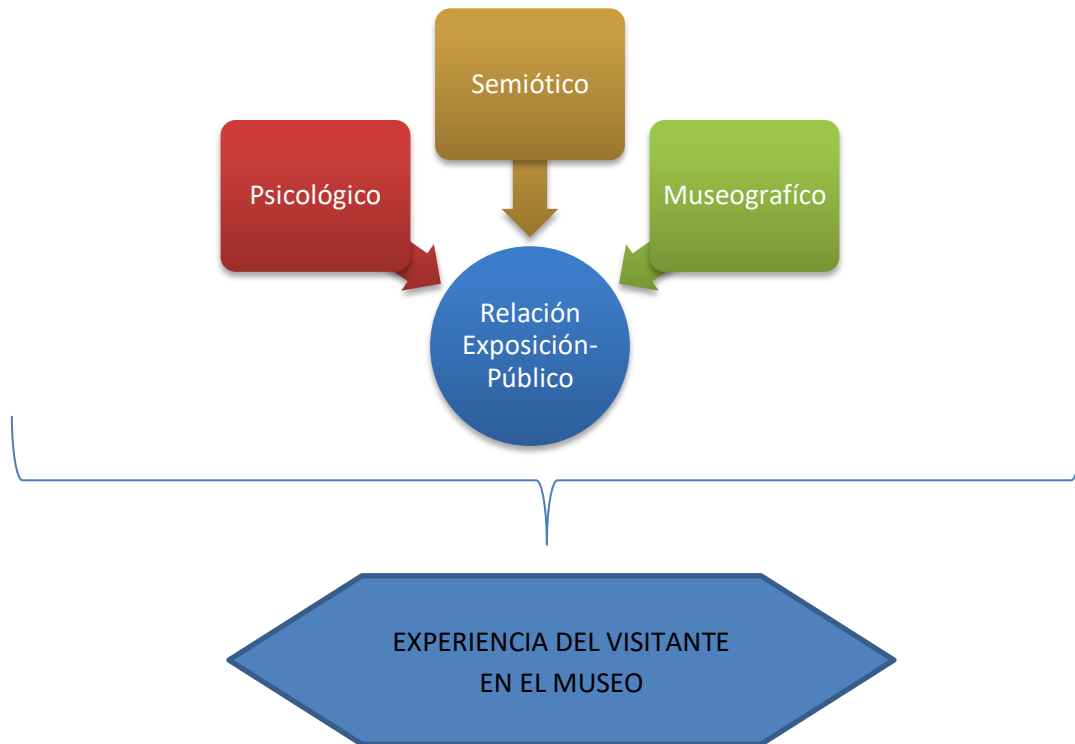 Semiótico
Psicológico
Museografíco
Relación
Exposición-
Público
EXPERIENCIA DEL VISITANTE
EN EL MUSEO